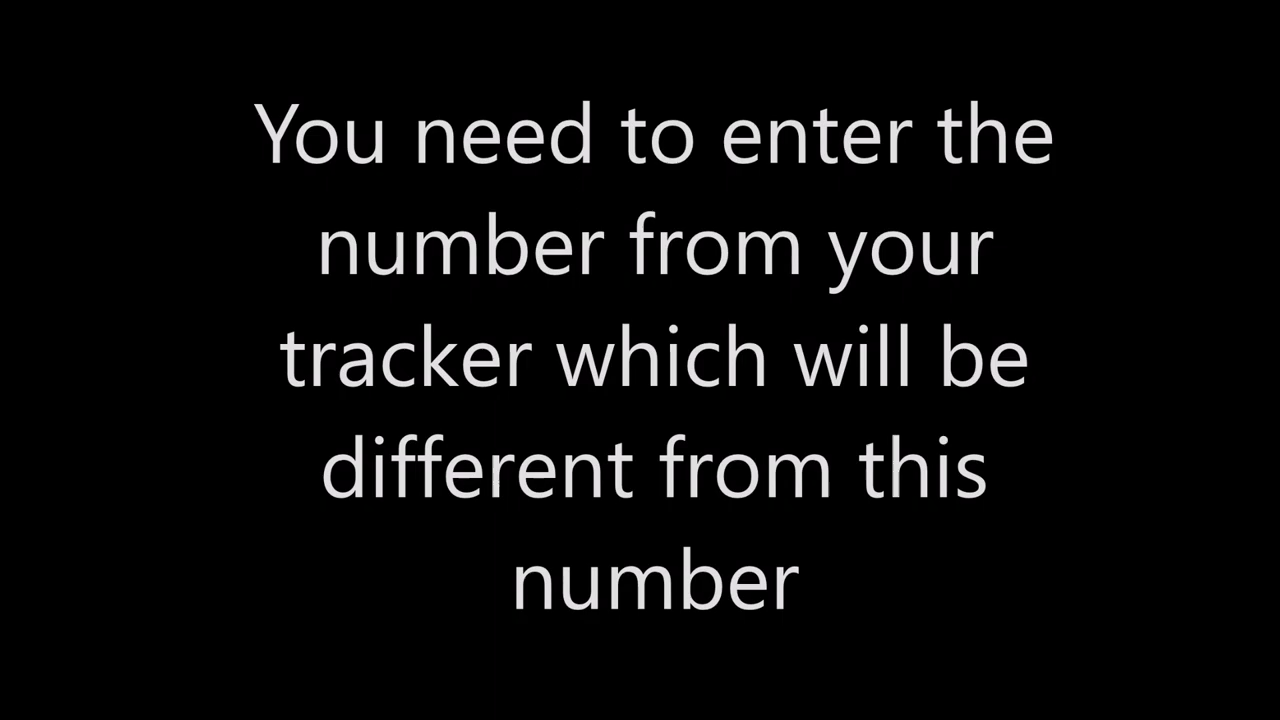 You need to enter the
number from your
tracker which will be
different from this
number